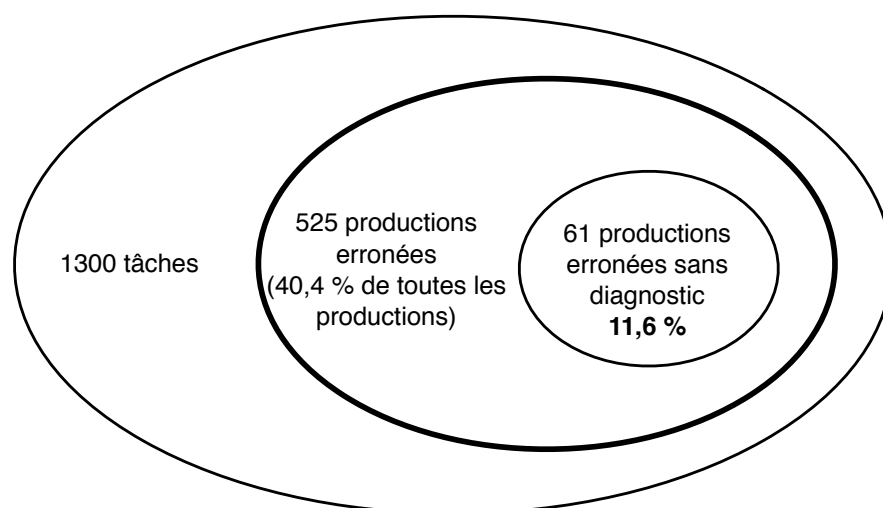 1300 tâches
525 productions
erronées
(40,4 % de toutes les
productions)
61 productions
erronées sans
diagnostic
11,6 %